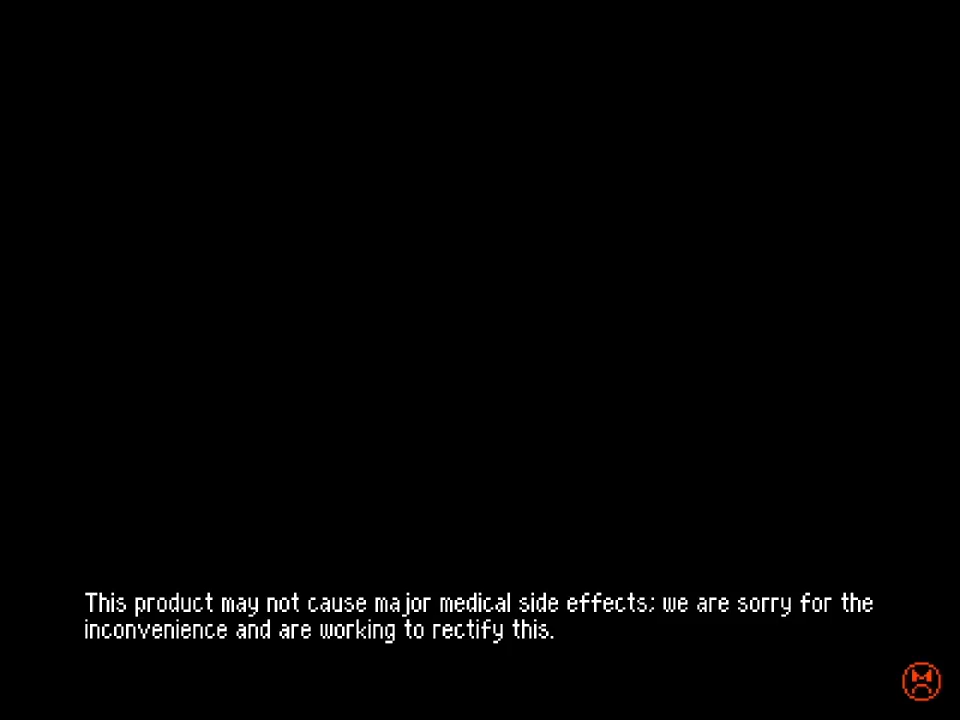 This product may not cause major medical side effects; we are sorry for the
inconvenience and are working to rectify this.